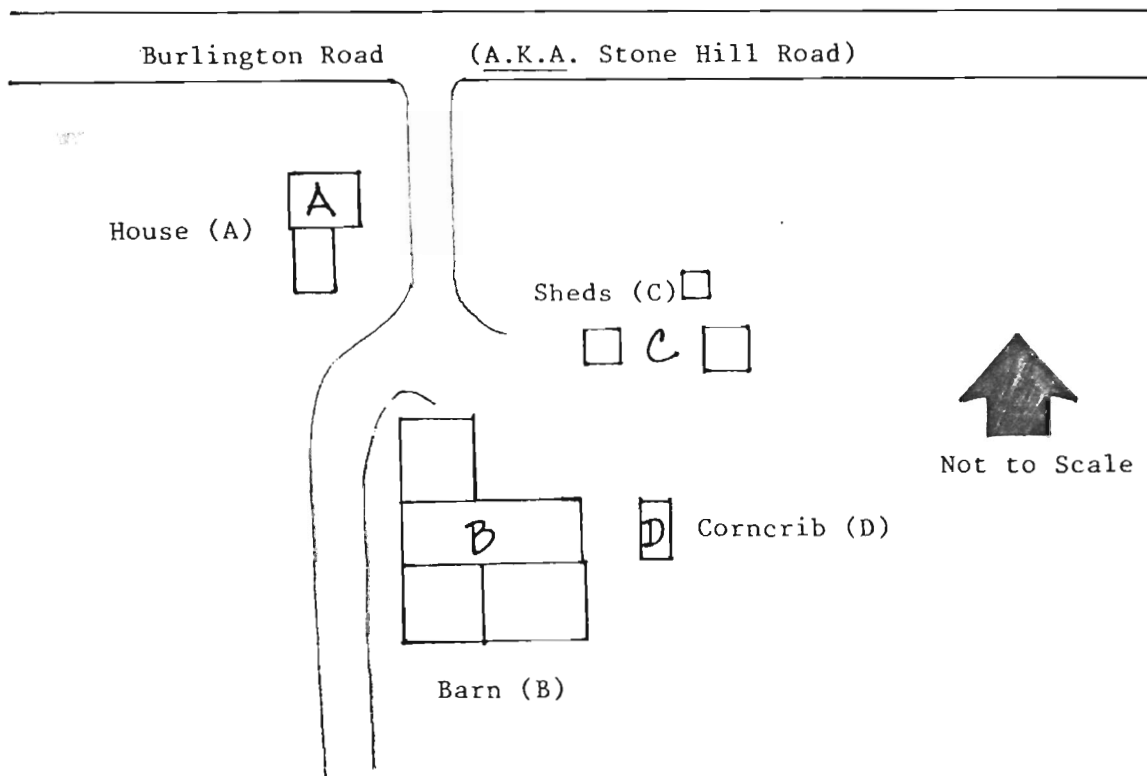 Burlington Road (A.K.A. Stone Hill Road)
A
House (A)
Sheds (C)
C
Not to Scale
B
D Corncrib (D)
Barn (B)